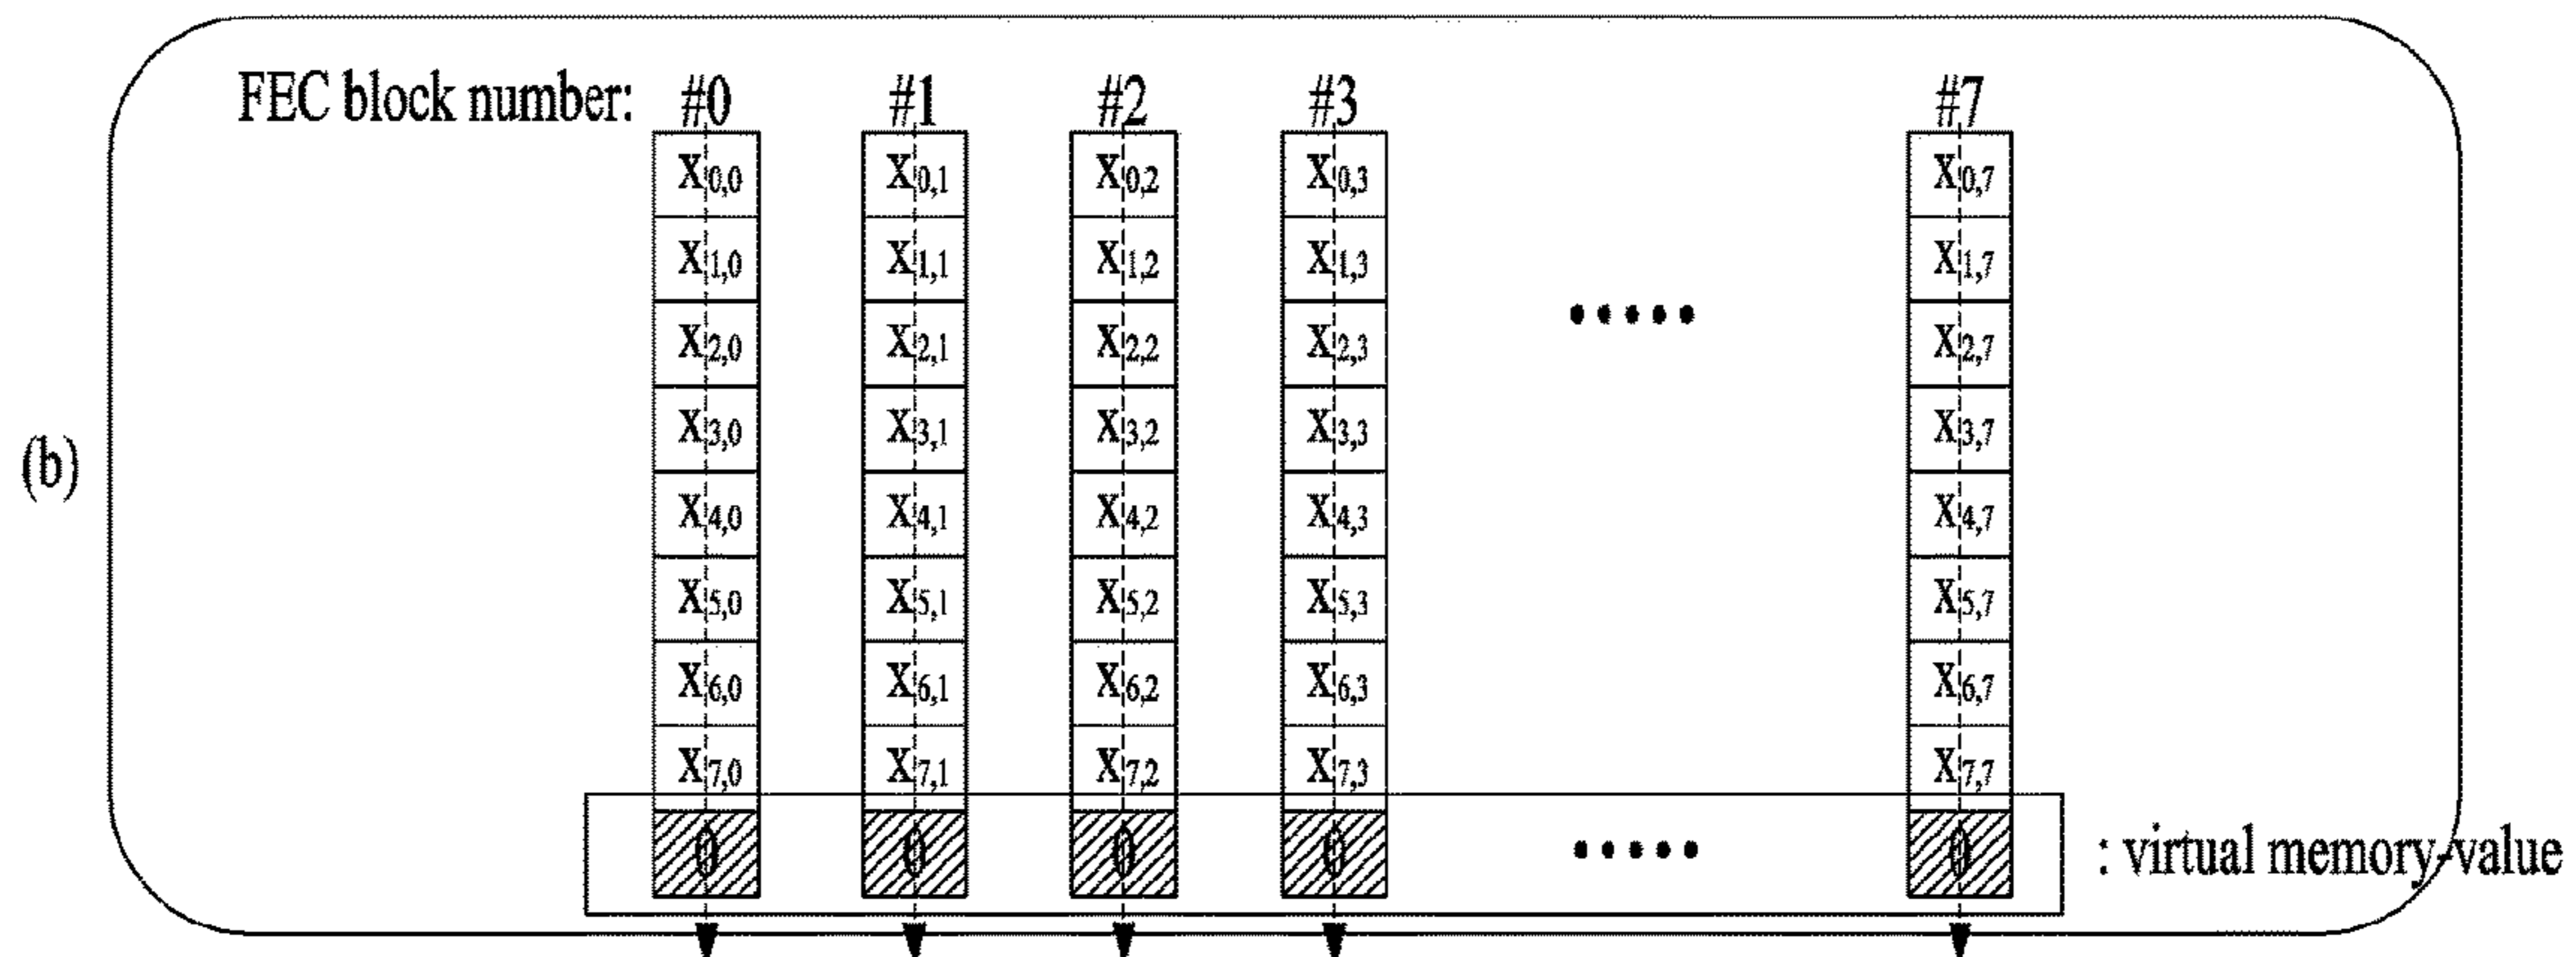 FEC block number: #0 #1 #2 #3 #7
X0,0 X0,1 X0,2 X0,3 X0,7
X1,0 X1,1 X1,2 X1,3 X1,7
•••••
X2,0 X2,1 X2,2 X2,3 X2,7
X3,0 X3,1 X3,2 X3,3 X3,7
(b)
X4,0 X4,1 X4,2 X4,3 X4,7
X5,0 X5,1 X5,2 X5,3 X5,7
X6,0 X6,1 X6,2 X6,3 X6,7
X7,0 X7,1 X7,2 X7,3 X7,7
0 0 0 0 ••••• 0 : virtual memory-value